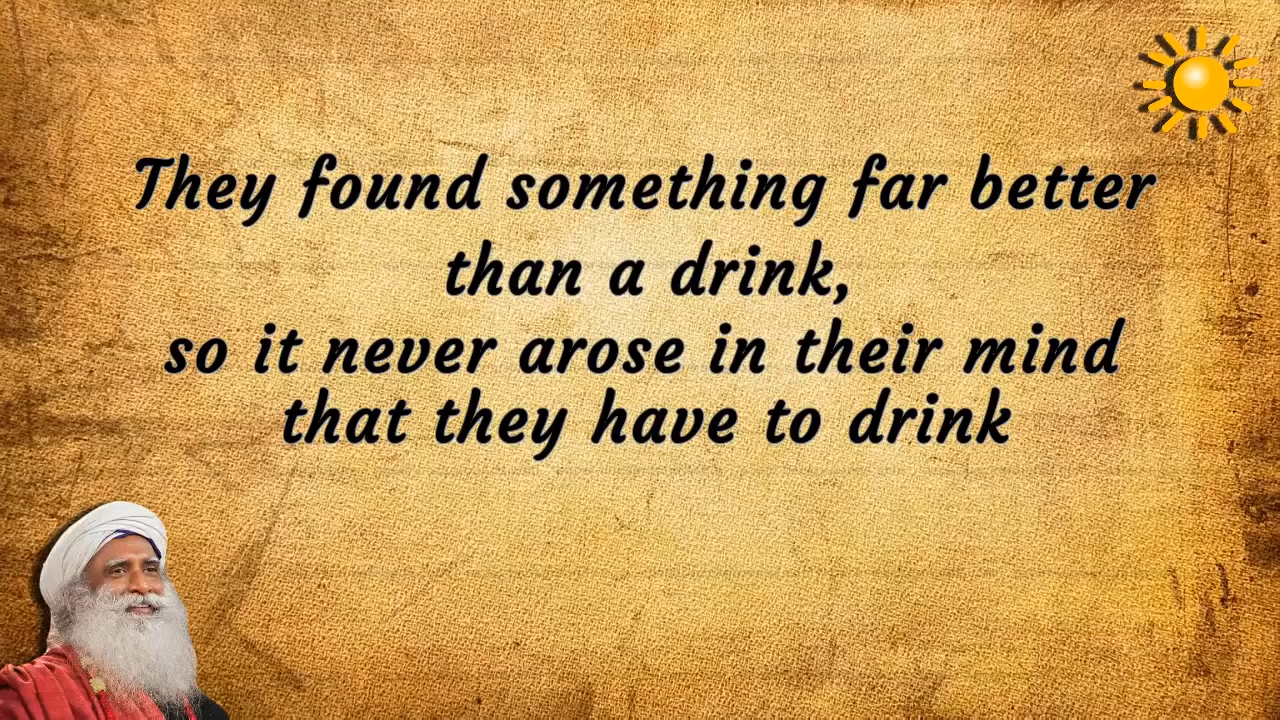 They found something far better
than a drink,
so it never arose in their mind
that they have to drink